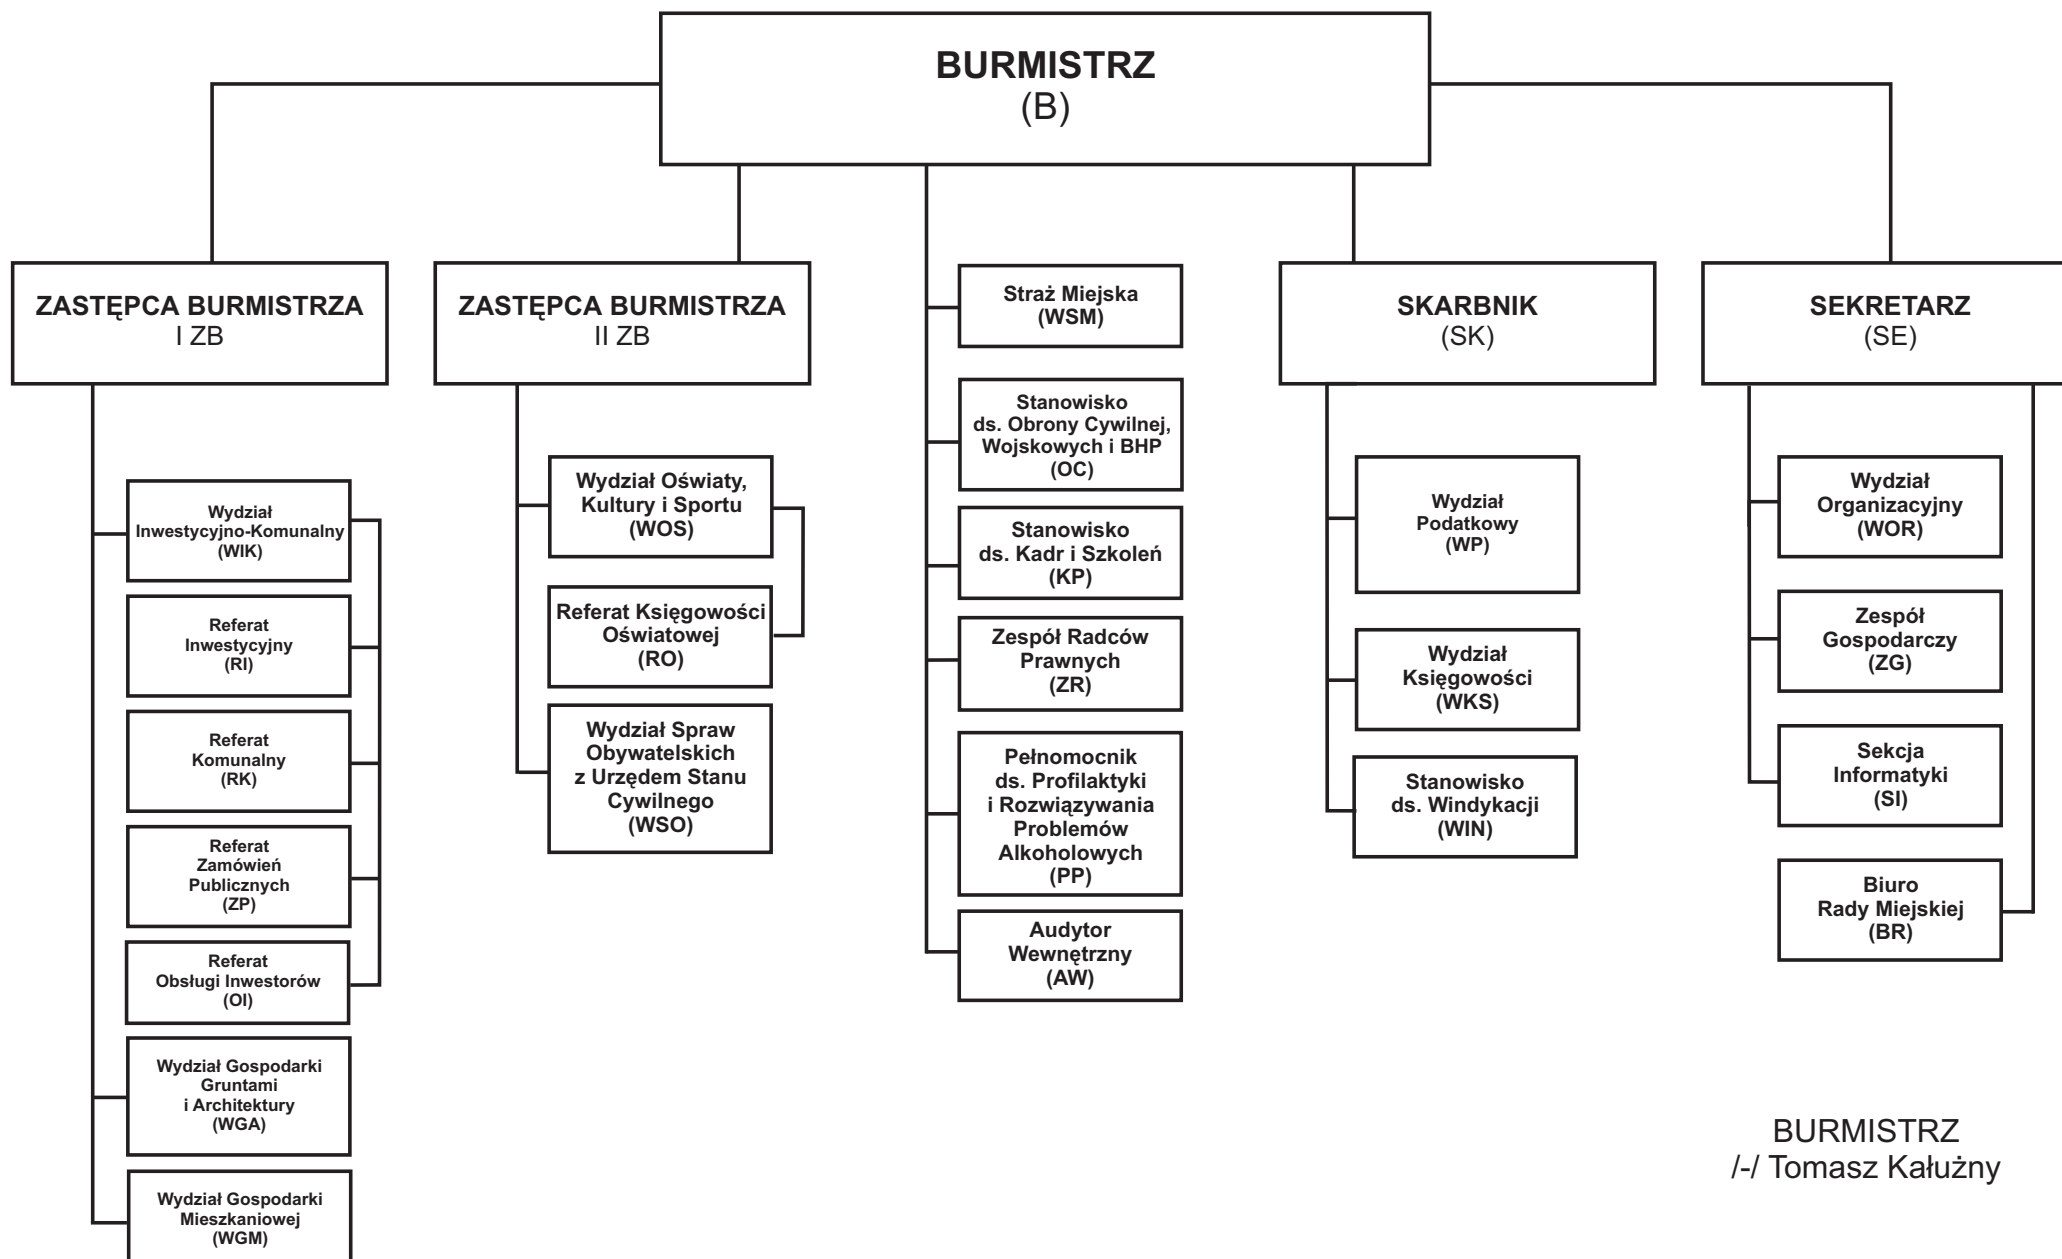 BURMISTRZ
(B)
ZASTĘPCA BURMISTRZA
I ZB
Wydział
Inwestycyjno-Komunalny
(WIK)
Referat
Inwestycyjny
(RI)
Referat
Komunalny
(RK)
Referat
Zamówień
Publicznych
(ZP)
Referat
Obsługi Inwestorów
(OI)
Wydział Gospodarki
Gruntami
i Architektury
(WGA)
Wydział Gospodarki
Mieszkaniowej
(WGM)
ZASTĘPCA BURMISTRZA
II ZB
Wydział Oświaty,
Kultury i Sportu
(WOS)
Referat Księgowości
Oświatowej
(RO)
Wydział Spraw
Obywatelskich
z Urzędem Stanu
Cywilnego
(WSO)
Straż Miejska
(WSM)
Stanowisko
ds. Obrony Cywilnej,
Wojskowych i BHP
(OC)
Stanowisko
ds. Kadr i Szkoleń
(KP)
Zespół Radców
Prawnych
(ZR)
Pełnomocnik
ds. Profilaktyki
i Rozwiązywania
Problemów
Alkoholowych
(PP)
Audytor
Wewnętrzny
(AW)
SKARBNIK
(SK)
Wydział
Podatkowy
(WP)
Wydział
Księgowości
(WKS)
Stanowisko
ds. Windykacji
(WIN)
SEKRETARZ
(SE)
Wydział
Organizacyjny
(WOR)
Zespół
Gospodarczy
(ZG)
Sekcja
Informatyki
(SI)
Biuro
Rady Miejskiej
(BR)
BURMISTRZ
/-/ Tomasz Kałużny